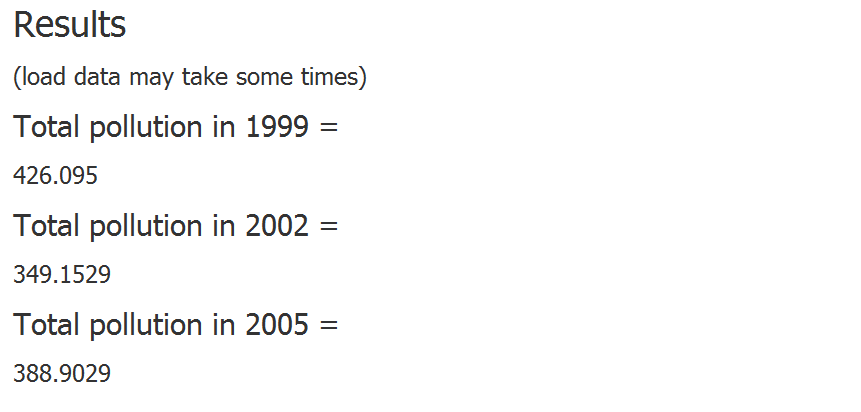 Results
(load data may take some times)
Total pollution in 1999 =
426.095
Total pollution in 2002 =
349.1529
Total pollution in 2005 =
388.9029